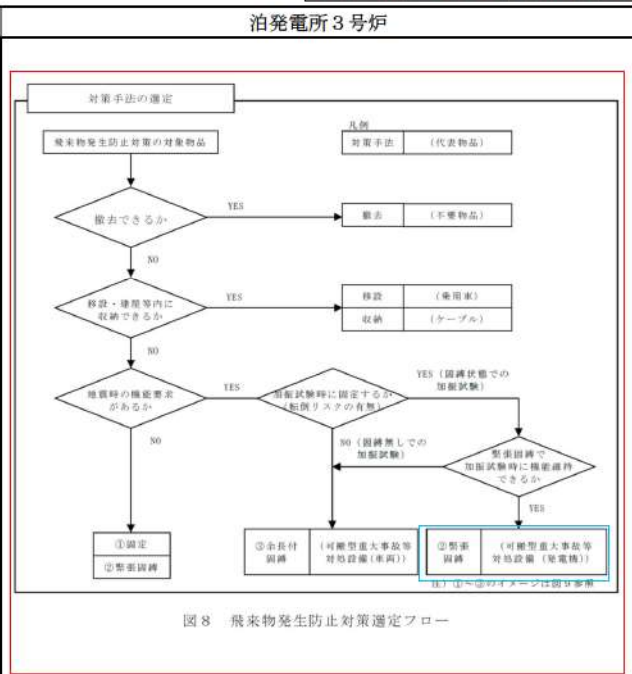 泊発電所３号炉
対策手法の選定
凡例
飛来物発生防止対策の対象物品
対策手法 （代表物品）
撤去できるか
YES
撤去 （不要物品）
NO
移設・建屋等内に
収納できるか
YES
移設 （乗用車）
収納 （ケーブル）
NO
地震時の機能要求
があるか
YES
加振試験時に固定するか
（転倒リスクの有無）
YES（固縛状態での
加振試験）
NO
NO（固縛無しでの
加振試験）
緊張固縛で
加振試験時に機能維持
できるか
YES
①固定
②緊張固縛
③余長付
固縛
（可搬型重大事故等
対処設備（車両））
②緊張
固縛
（可搬型重大事故等
対処設備（発電機））
注）①～③のイメージは図９参照
図８ 飛来物発生防止対策選定フロー